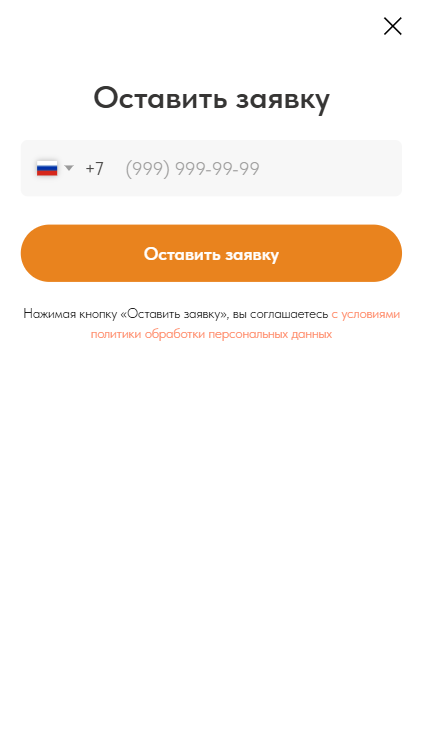 Оставить заявку
+7 (999) 999-99-99
Оставить заявку
Нажимая кнопку «Оставить заявку», вы соглашаетесь с условиями
политики обработки персональных данных